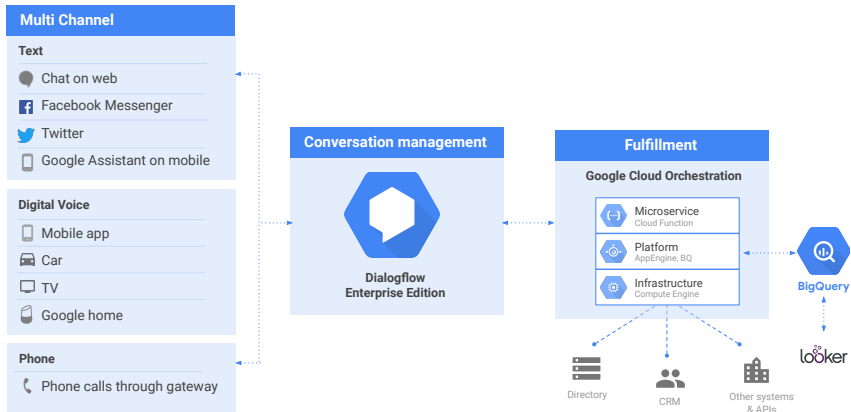 Multi Channel
Text
Chat on web
Facebook Messenger
Twitter
Google Assistant on mobile
Digital Voice
Mobile app
Car
TV
Google home
Phone
Phone calls through gateway
Conversation management
Dialogflow
Enterprise Edition
Fulfillment
Google Cloud Orchestration
Microservice
Cloud Function
Platform
AppEngine, BQ
Infrastructure
Compute Engine
Directory
CRM
Other systems
& APIs
BigQuery
looker